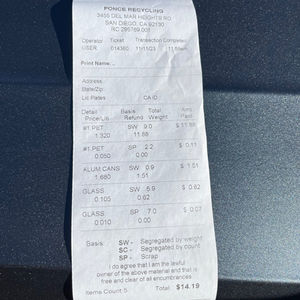 PONCE RECYCLING
3455 DEL MAR HEIGHTS RD
SAN DIEGO, CA 92130
RC 295769.001
Operator Ticket Transaction Completed
USER 014360 11/15/23
Print Name:
Address:
State/Zip:
Lic Plates CA ID
Detail Basis Total Amt
Price/Lb Refund Weight Paid
#1 PET SW 9.0 $ 11.88
1.320 11.88
#1 PET SP 2.2 $ 0.11
0.050 0.00
ALUM CANS SW 0.9 $ 1.51
1.680 1.51
GLASS SW 5.9 $ 0.62
0.105 0.62
GLASS SP 7.0 $ 0.07
0.010 0.00
Basis: SW - Segregated by weight
SC - Segregated by count
SP - Scrap
I do agree that I am the lawful
owner of the above material and that is
free and clear of all encumbrances
Items Count 5 Total: $14.19